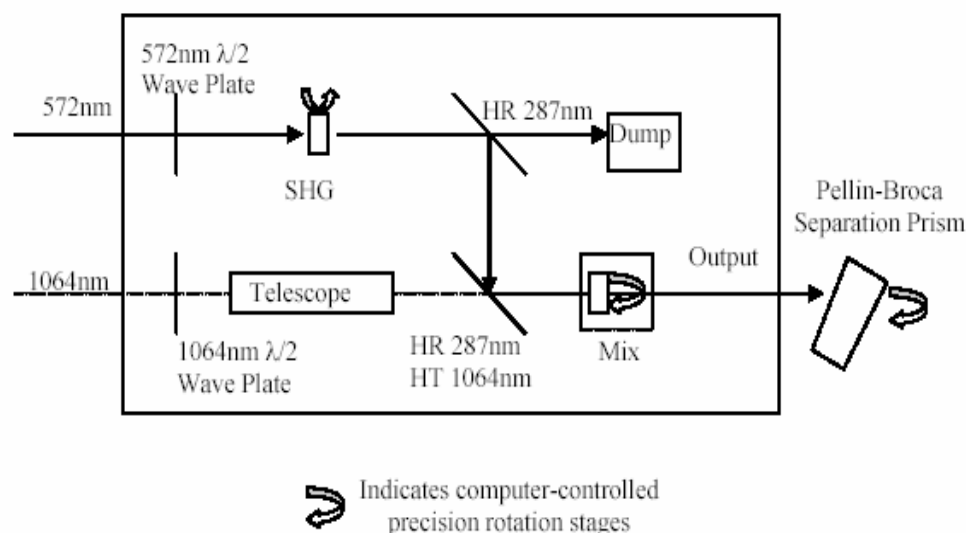 572nm λ/2
Wave Plate
572nm
HR 287nm
Dump
SHG
Pellin-Broca
Separation Prism
Output
1064nm
Telescope
Mix
1064nm λ/2
Wave Plate
HR 287nm
HT 1064nm
Indicates computer-controlled
precision rotation stages